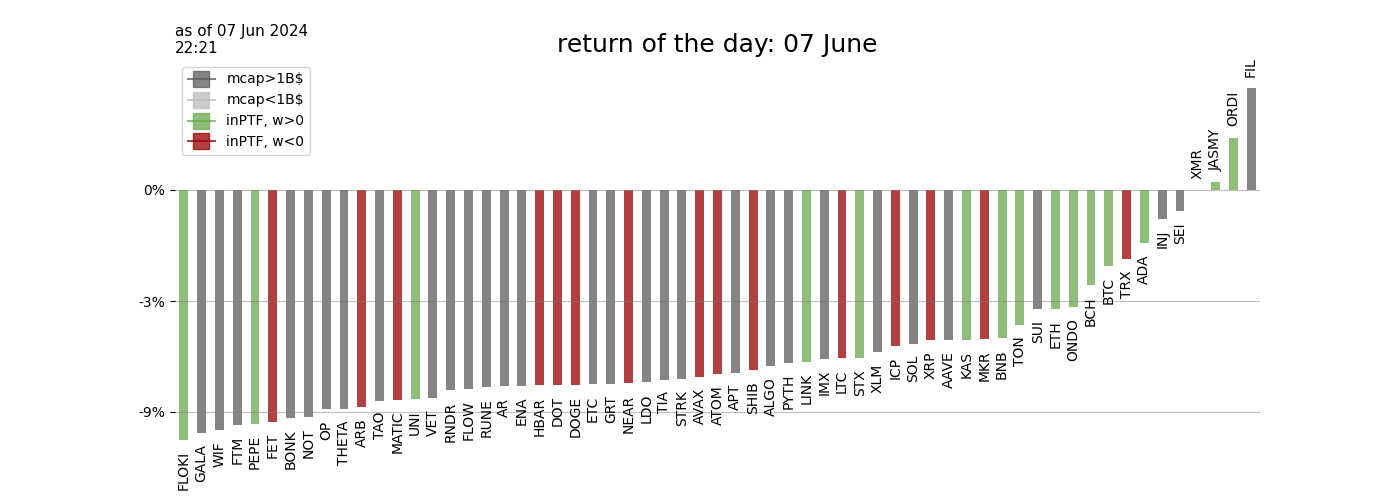 as of 07 Jun 2024
22:21
return of the day: 07 June
mcap>1B$
mcap<1B$
inPTF, w>0
inPTF, w<0
0%
-3%
-9%
FLOKI
GALA
WIF
FTM
PEPE
FET
BONK
NOT
OP
THETA
ARB
TAO
MATIC
UNI
VET
RNDR
FLOW
RUNE
AR
ENA
HBAR
DOT
DOGE
ETC
GRT
NEAR
LDO
TIA
STRK
AVAX
ATOM
APT
SHIB
ALGO
PYTH
LINK
IMX
LTC
STX
XLM
ICP
SOL
XRP
AAVE
KAS
MKR
BNB
TON
SUI
ETH
ONDO
BCH
BTC
TRX
ADA
INJ
SEI
XMR
JASMY
ORDI
FIL